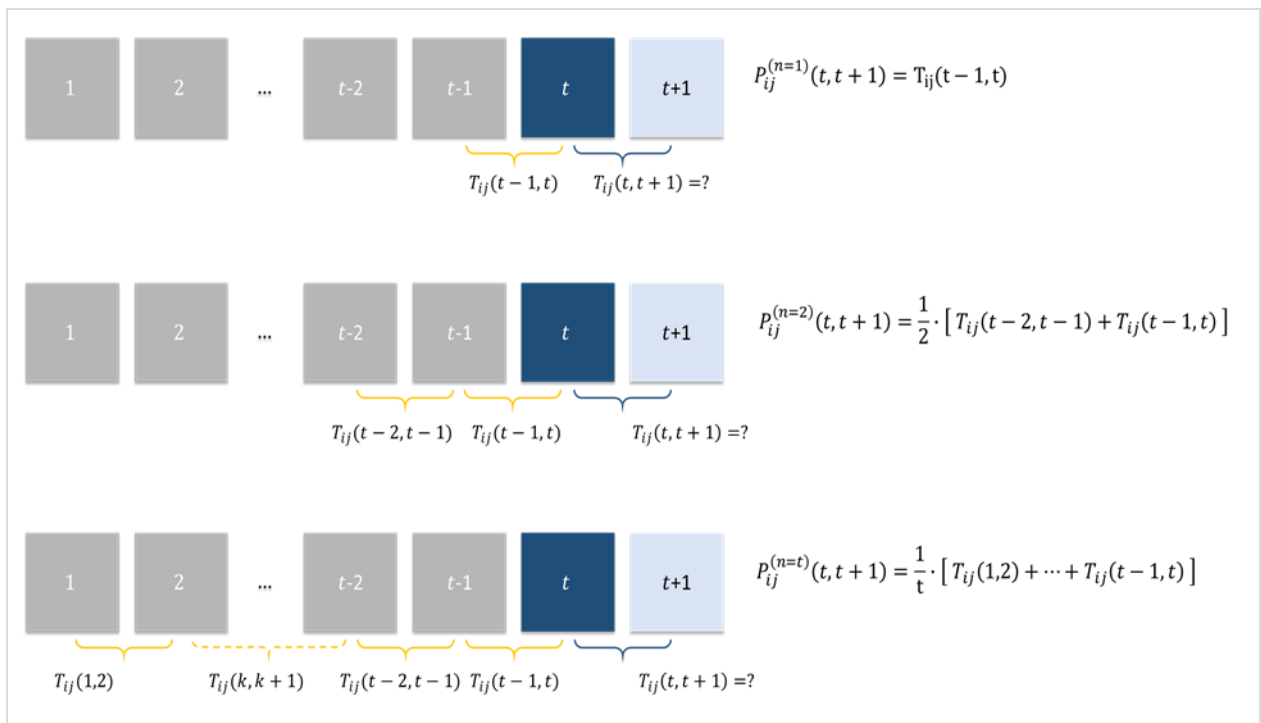 1 2 ... t-2 t-1 t t+1
P_{ij}^{(n=1)}(t, t + 1) = T_{ij}(t − 1, t)
T_{ij}(t − 1, t) T_{ij}(t, t + 1) =?
1 2 ... t-2 t-1 t t+1
P_{ij}^{(n=2)}(t, t + 1) = \frac{1}{2} · [ T_{ij}(t − 2, t − 1) + T_{ij}(t − 1, t) ]
T_{ij}(t − 2, t − 1) T_{ij}(t − 1, t) T_{ij}(t, t + 1) =?
1 2 ... t-2 t-1 t t+1
P_{ij}^{(n=t)}(t, t + 1) = \frac{1}{t} · [ T_{ij}(1,2) + ⋯ + T_{ij}(t − 1, t) ]
T_{ij}(1,2) T_{ij}(k, k + 1) T_{ij}(t − 2, t − 1) T_{ij}(t − 1, t) T_{ij}(t, t + 1) =?